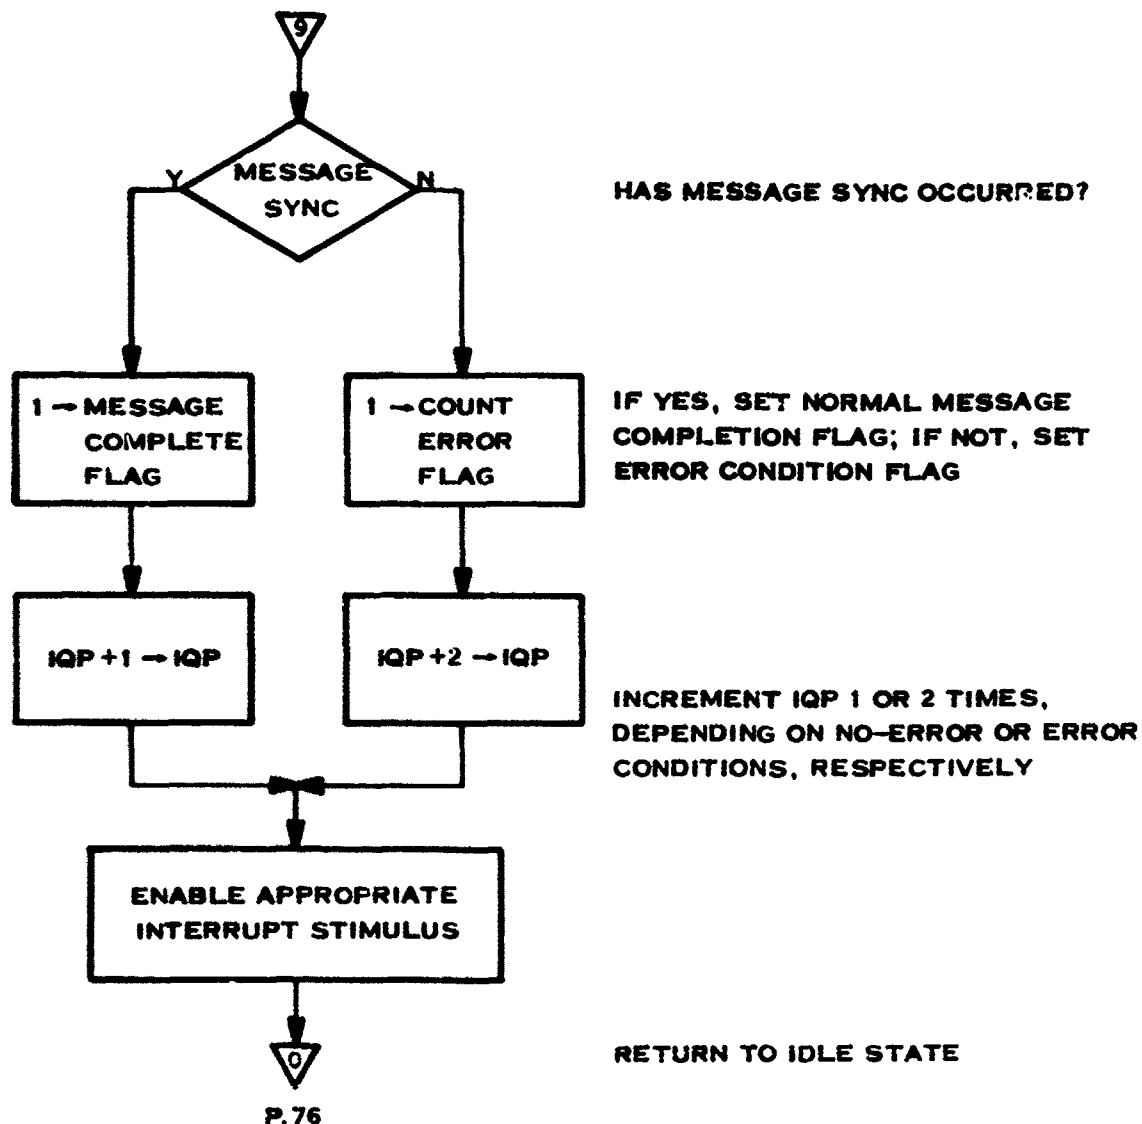 9
MESSAGE
SYNC
Y
N
HAS MESSAGE SYNC OCCURRED?
1→MESSAGE
COMPLETE
FLAG
1→COUNT
ERROR
FLAG
IF YES, SET NORMAL MESSAGE
COMPLETION FLAG; IF NOT, SET
ERROR CONDITION FLAG
IQP+1→IQP
IQP+2→IQP
INCREMENT IQP 1 OR 2 TIMES,
DEPENDING ON NO-ERROR OR ERROR
CONDITIONS, RESPECTIVELY
ENABLE APPROPRIATE
INTERRUPT STIMULUS
0
RETURN TO IDLE STATE
P.76